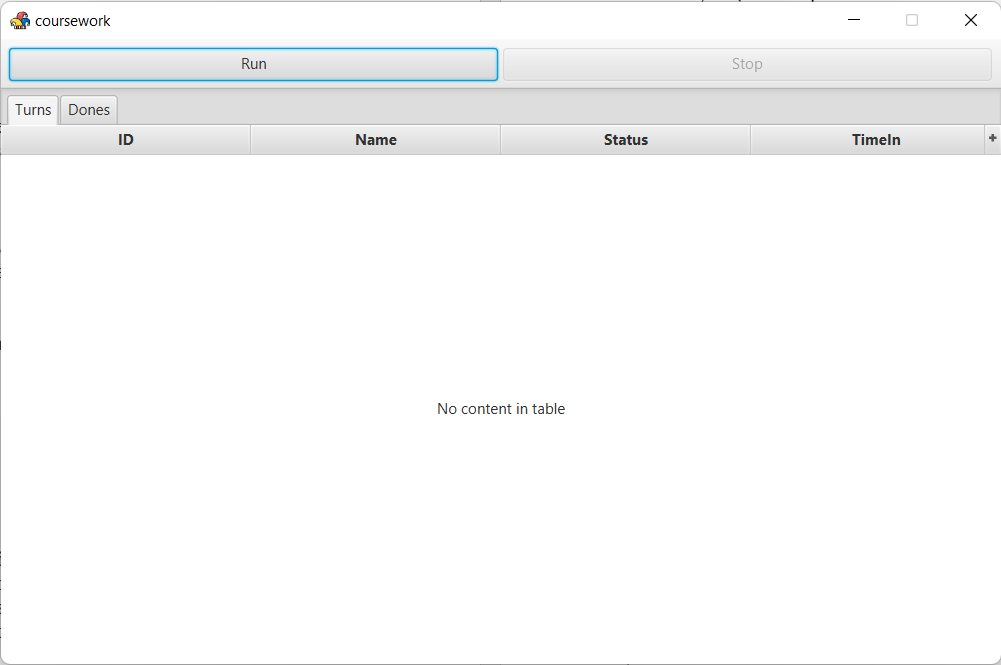 coursework
Run Stop
Turns Dones
ID Name Status TimeIn +
No content in table